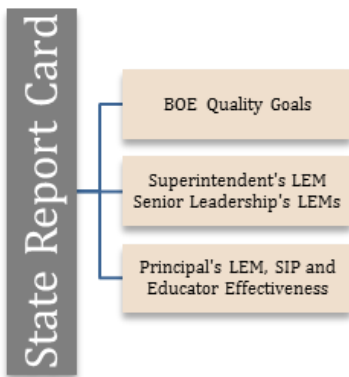 State Report Card
BOE Quality Goals
Superintendent's LEM
Senior Leadership's LEMs
Principal's LEM, SIP and
Educator Effectiveness